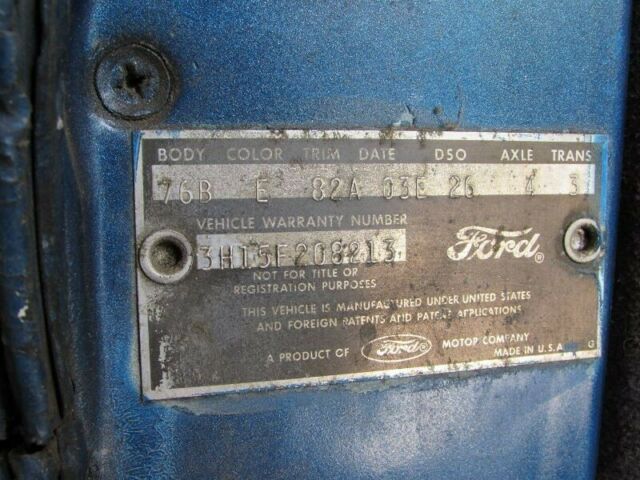 BODY COLOR TRIM DATE DSO AXLE TRANS
76B E 82A 03E 26 4 3
VEHICLE WARRANTY NUMBER
3H15F208213
Ford
NOT FOR TITLE OR
REGISTRATION PURPOSES
THIS VEHICLE IS MANUFACTURED UNDER UNITED STATES
AND FOREIGN PATENTS AND PATENT APPLICATIONS
A PRODUCT OF Ford MOTOR COMPANY
MADE IN U.S.A. G